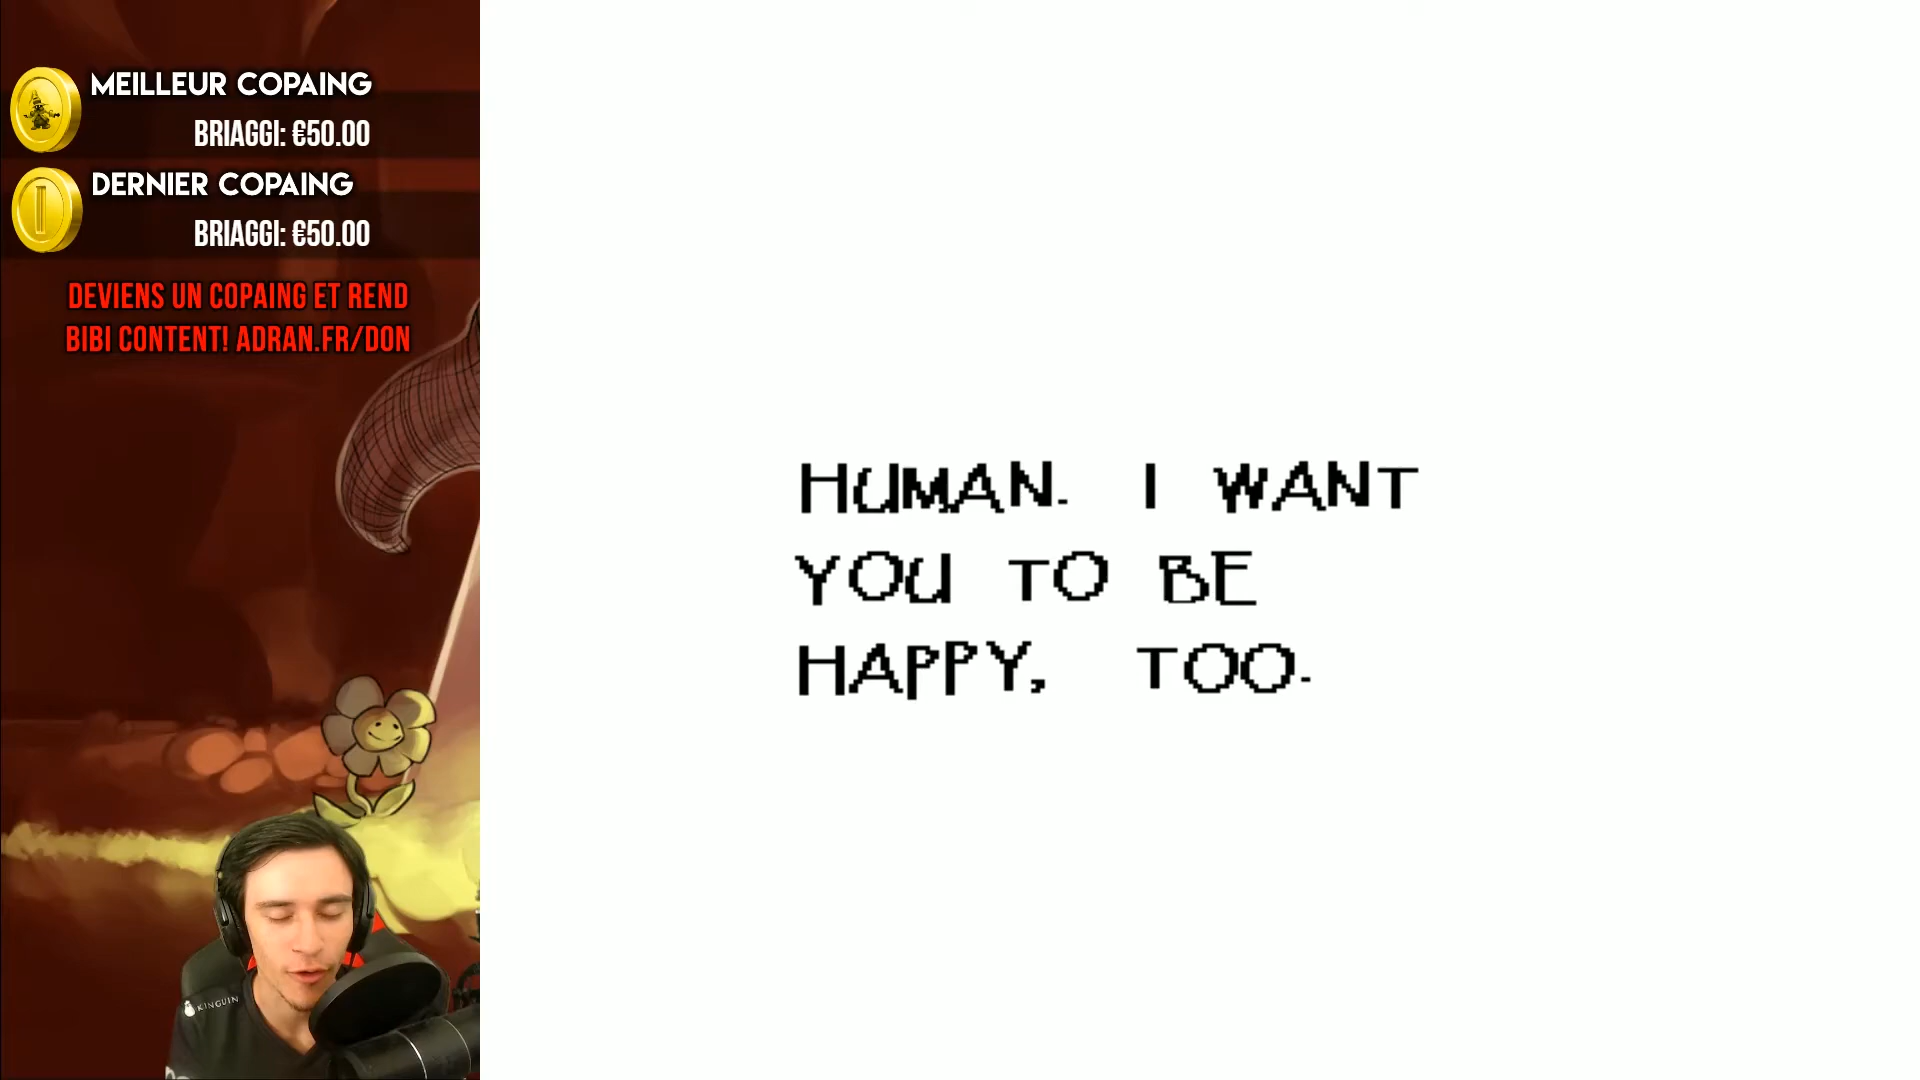 MEILLEUR COPAING
BRIAGGI: €50.00
DERNIER COPAING
BRIAGGI: €50.00
DEVIENS UN COPAING ET REND
BIBI CONTENT! ADRAN.FR/DON
HUMAN. I WANT
YOU TO BE
HAPPY, TOO.
KINGUIN